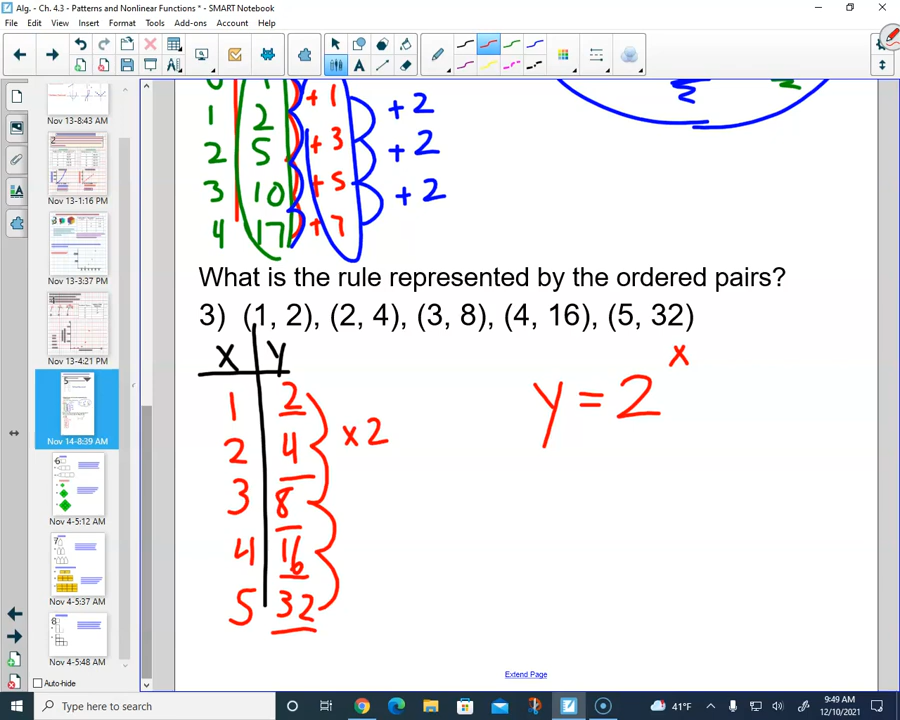 Alg. - Ch. 4.3 - Patterns and Nonlinear Functions * - SMART Notebook
File Edit View Insert Format Tools Add-ons Account Help
Nov 13-8:43 AM
Nov 13-1:16 PM
Nov 13-3:37 PM
Nov 13-4:21 PM
Nov 14-8:39 AM
Nov 4-5:12 AM
Nov 4-5:37 AM
Nov 4-5:48 AM
Auto-hide
+ 1
1 2 + 2
+ 3
2 5 + 2
+ 5
3 10 + 2
4 17 + 7
What is the rule represented by the ordered pairs?
3) (1, 2), (2, 4), (3, 8), (4, 16), (5, 32)
x y
1 2
2 4 x 2
3 8
4 16
5 32
y = 2^x
Extend Page
Type here to search
41°F
9:49 AM
12/10/2021